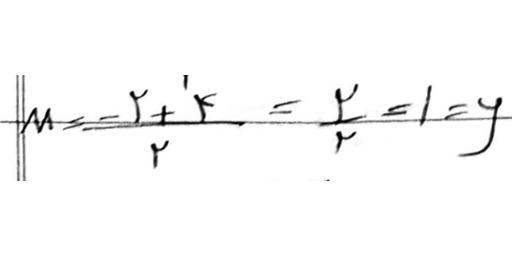 M = (-۲+۴)/۲ = ۲/۲ = ۱ = y